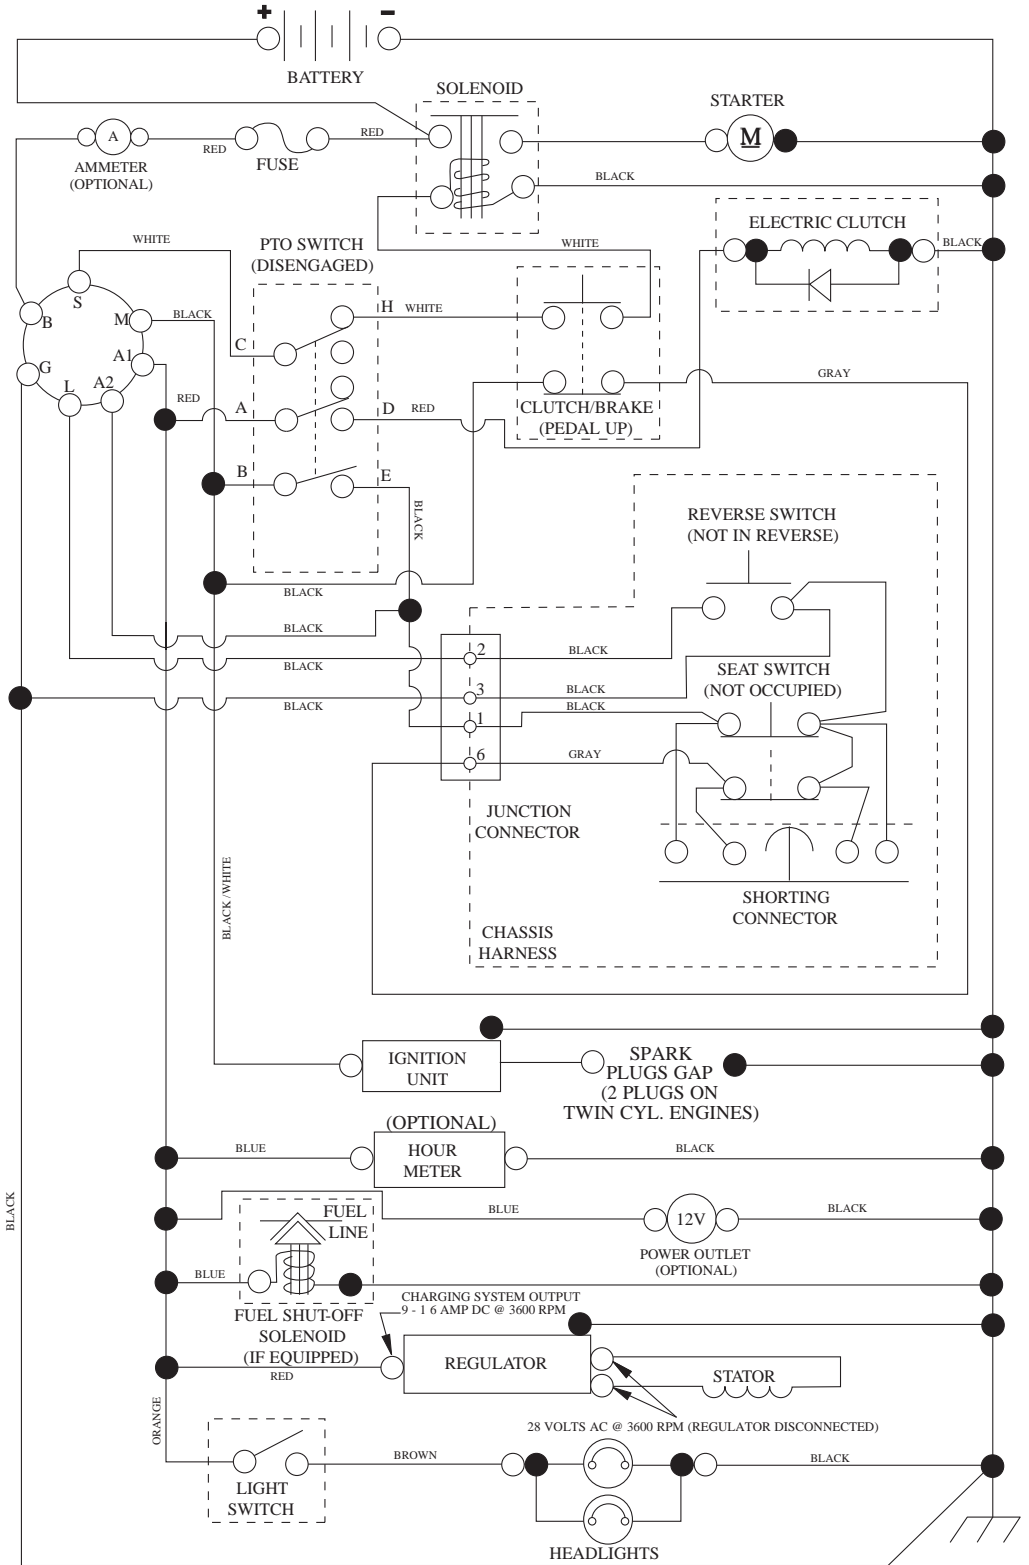 +
-
BATTERY
SOLENOID
STARTER
A
RED
FUSE
RED
M
AMMETER
(OPTIONAL)
BLACK
WHITE
PTO SWITCH
(DISENGAGED)
WHITE
ELECTRIC CLUTCH
BLACK
S
B
M
BLACK
H
WHITE
C
G
A1
L
A2
RED
A
D
RED
GRAY
CLUTCH/BRAKE
(PEDAL UP)
B
E
BLACK
REVERSE SWITCH
(NOT IN REVERSE)
BLACK
BLACK
BLACK
2
BLACK
SEAT SWITCH
(NOT OCCUPIED)
3
BLACK
BLACK
BLACK
1
6
GRAY
JUNCTION
CONNECTOR
BLACK /WHITE
SHORTING
CONNECTOR
CHASSIS
HARNESS
IGNITION
UNIT
SPARK
PLUGS GAP
(2 PLUGS ON
TWIN CYL. ENGINES)
(OPTIONAL)
BLUE
HOUR
METER
BLACK
BLACK
FUEL
LINE
BLUE
12V
BLACK
POWER OUTLET
(OPTIONAL)
BLUE
FUEL SHUT-OFF
SOLENOID
(IF EQUIPPED)
CHARGING SYSTEM OUTPUT
9 - 1 6 AMP DC @ 3600 RPM
RED
REGULATOR
STATOR
28 VOLTS AC @ 3600 RPM (REGULATOR DISCONNECTED)
ORANGE
BROWN
BLACK
LIGHT
SWITCH
HEADLIGHTS